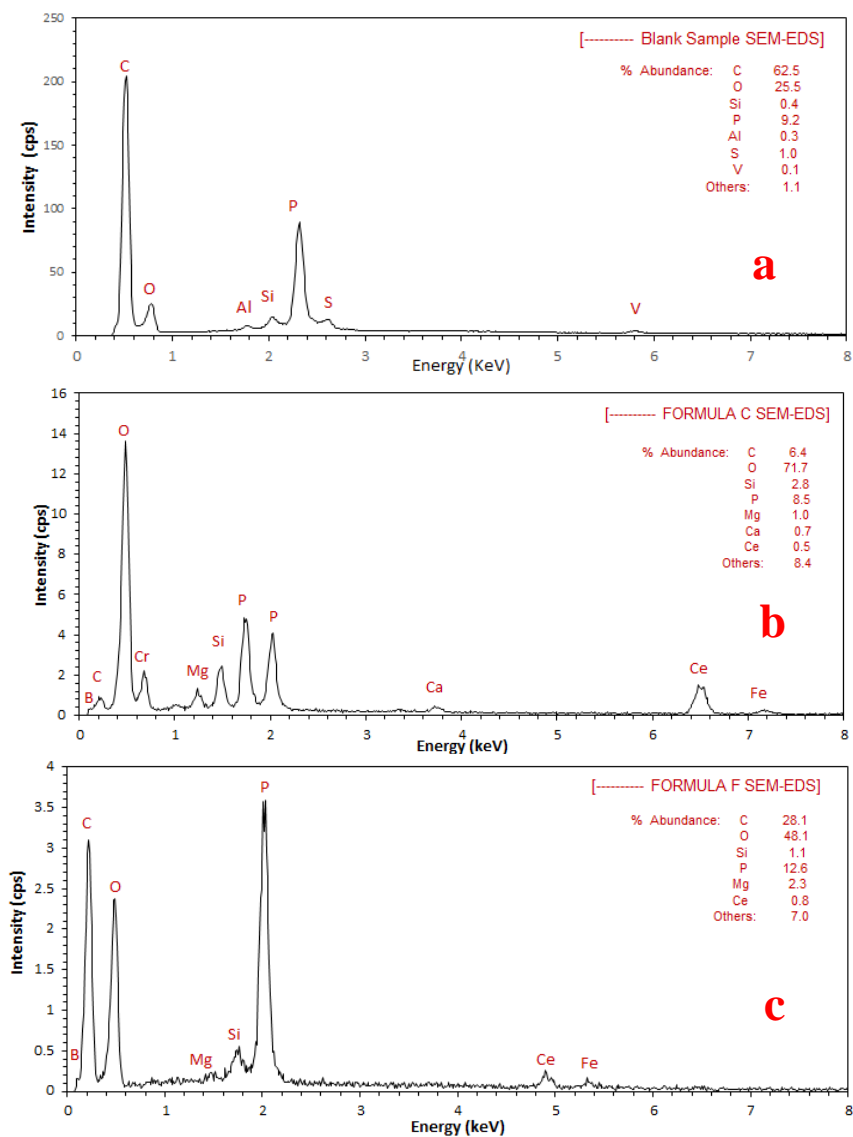 [---------- Blank Sample SEM-EDS]
% Abundance: C 62.5
O 25.5
Si 0.4
P 9.2
Al 0.3
S 1.0
V 0.1
Others: 1.1
a
Intensity (cps)
250
200
150
100
50
0
C
O
Al
Si
P
S
V
0 1 2 3 4 5 6 7 8
Energy (KeV)
[---------- FORMULA C SEM-EDS]
% Abundance: C 6.4
O 71.7
Si 2.8
P 8.5
Mg 1.0
Ca 0.7
Ce 0.5
Others: 8.4
b
Intensity (cps)
16
14
12
10
8
6
4
2
0
B
C
O
Cr
Mg
Si
P
P
Ca
Ce
Fe
0 1 2 3 4 5 6 7 8
Energy (keV)
[---------- FORMULA F SEM-EDS]
% Abundance: C 28.1
O 48.1
Si 1.1
P 12.6
Mg 2.3
Ce 0.8
Others: 7.0
c
Intensity (cps)
4
3.5
3
2.5
2
1.5
1
0.5
0
B
C
O
Mg
Si
P
Ce
Fe
0 1 2 3 4 5 6 7 8
Energy (keV)